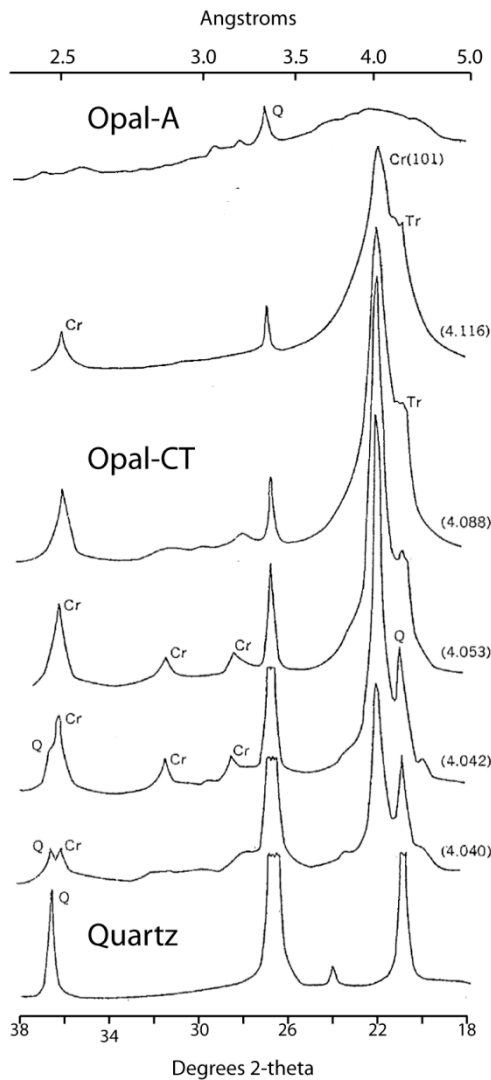 Angstroms
2.5 3.0 3.5 4.0 5.0
Opal-A
Q
Cr(101)
Tr
Cr
(4.116)
Opal-CT
Tr
(4.088)
Cr
Cr
Cr
Q
(4.053)
Q
Cr
Cr
Cr
(4.042)
Q
Cr
(4.040)
Q
Quartz
38 34 30 26 22 18
Degrees 2-theta